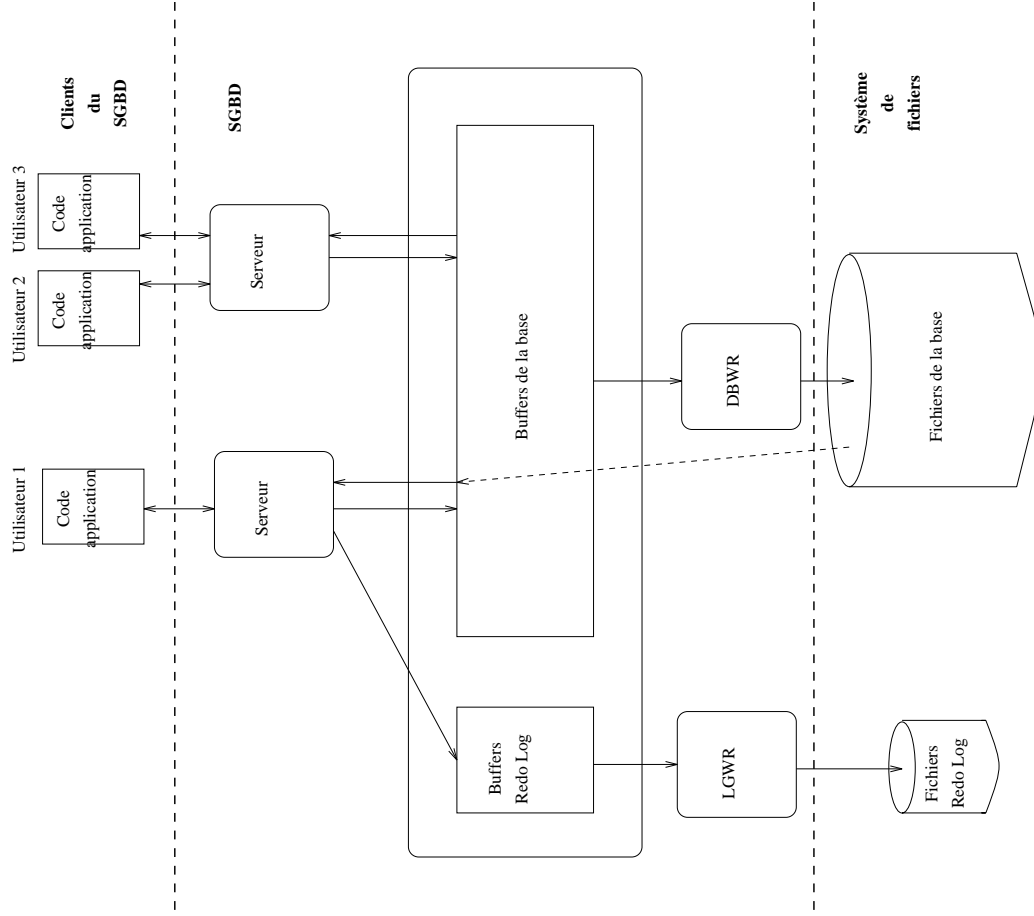 Utilisateur 1
Code
application
Utilisateur 2
Code
application
Utilisateur 3
Code
application
Clients
du
SGBD
Serveur
Serveur
SGBD
Buffers
Redo Log
Buffers de la base
LGWR
DBWR
Fichiers
Redo Log
Fichiers de la base
Système
de
fichiers